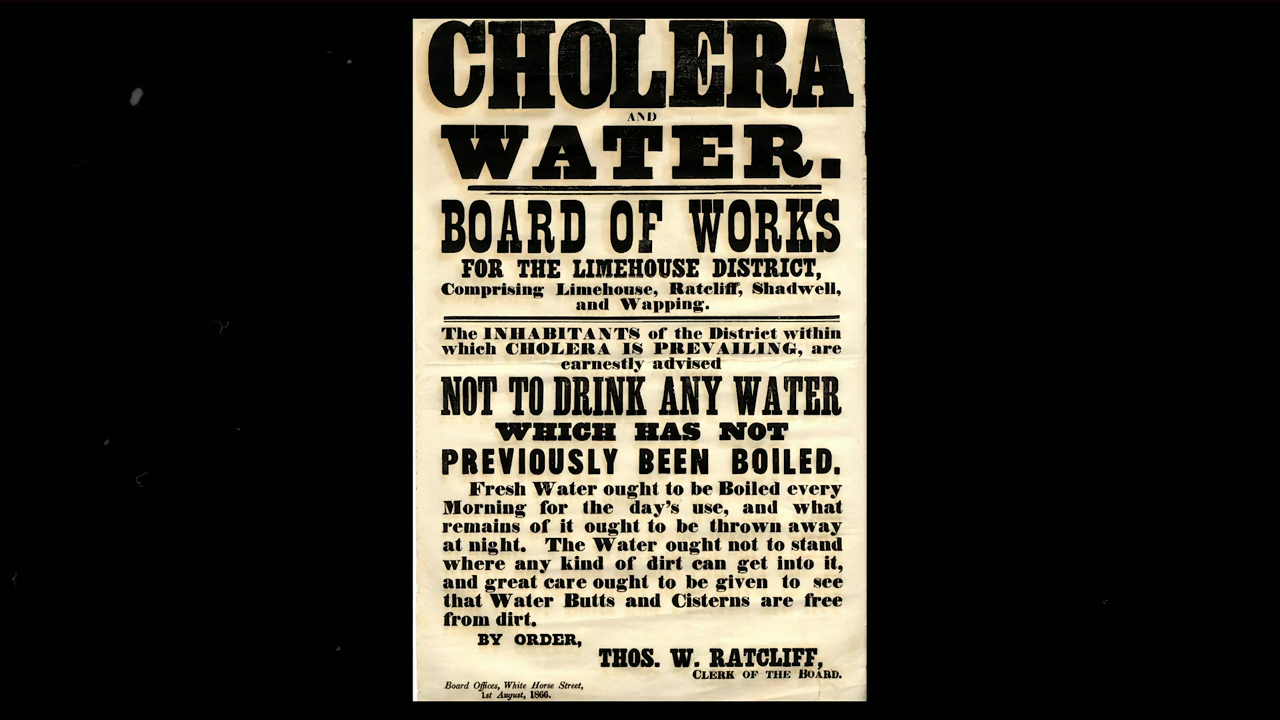 CHOLERA
AND
WATER.
BOARD OF WORKS
FOR THE LIMEHOUSE DISTRICT,
Comprising Limehouse, Ratcliff, Shadwell,
and Wapping.
The INHABITANTS of the District within
which CHOLERA IS PREVAILING, are
earnestly advised
NOT TO DRINK ANY WATER
WHICH HAS NOT
PREVIOUSLY BEEN BOILED.
Fresh Water ought to be Boiled every
Morning for the day's use, and what
remains of it ought to be thrown away
at night. The Water ought not to stand
where any kind of dirt can get into it,
and great care ought to be given to see
that Water Butts and Cisterns are free
from dirt.
BY ORDER,
THOS. W. RATCLIFF,
CLERK OF THE BOARD.
Board Offices, White Horse Street,
1st August, 1866.